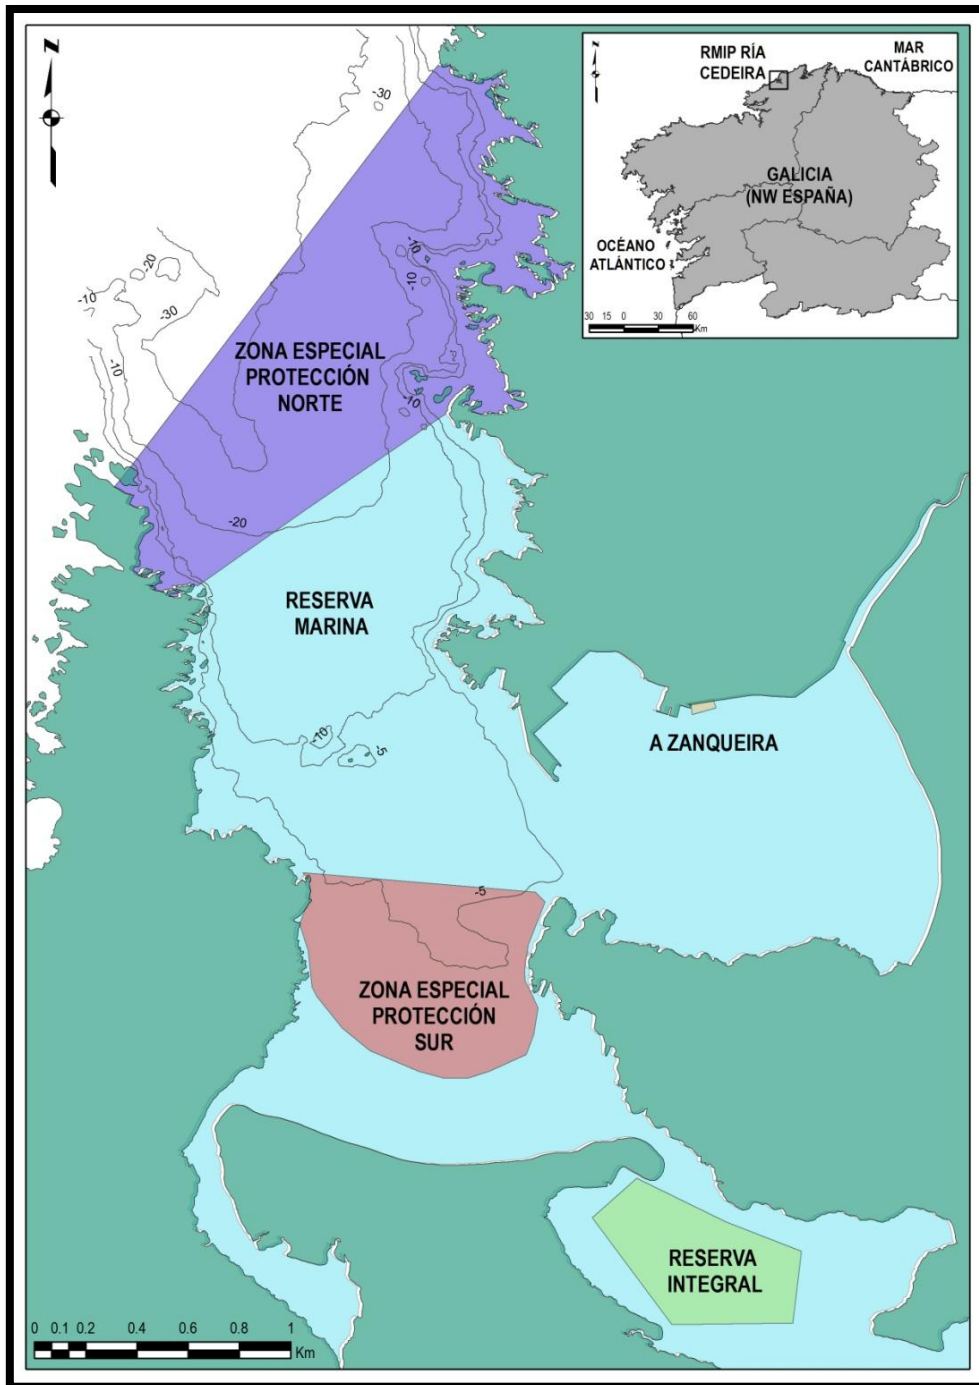 N
-30
RMIP RÍA
CEDEIRA
MAR
CANTÁBRICO
N
GALICIA
(NW ESPAÑA)
OCÉANO
ATLÁNTICO
30 15 0 30 60
Km
-20
-10
-30
-10
-10
-10
ZONA ESPECIAL
PROTECCIÓN
NORTE
-10
-20
RESERVA
MARINA
-10
-5
A ZANQUEIRA
-5
ZONA ESPECIAL
PROTECCIÓN
SUR
RESERVA
INTEGRAL
0 0.1 0.2 0.4 0.6 0.8 1
Km